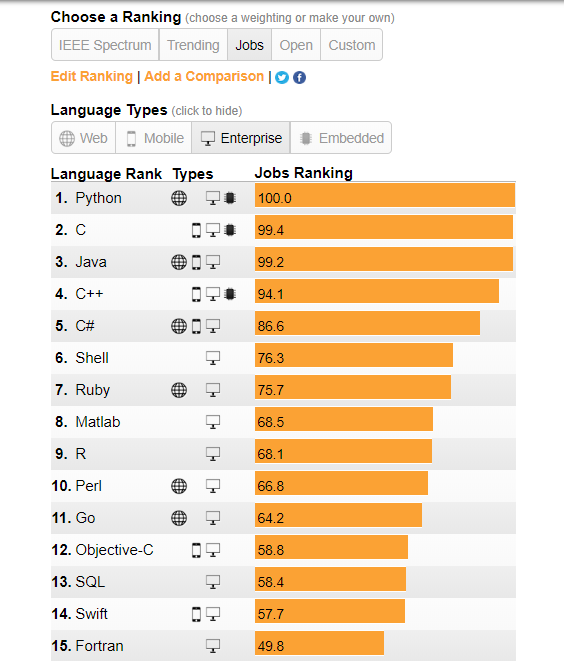 Choose a Ranking (choose a weighting or make your own)
IEEE Spectrum Trending Jobs Open Custom
Edit Ranking | Add a Comparison |
Language Types (click to hide)
Web Mobile Enterprise Embedded
Language Rank Types Jobs Ranking
1. Python 100.0
2. C 99.4
3. Java 99.2
4. C++ 94.1
5. C# 86.6
6. Shell 76.3
7. Ruby 75.7
8. Matlab 68.5
9. R 68.1
10. Perl 66.8
11. Go 64.2
12. Objective-C 58.8
13. SQL 58.4
14. Swift 57.7
15. Fortran 49.8